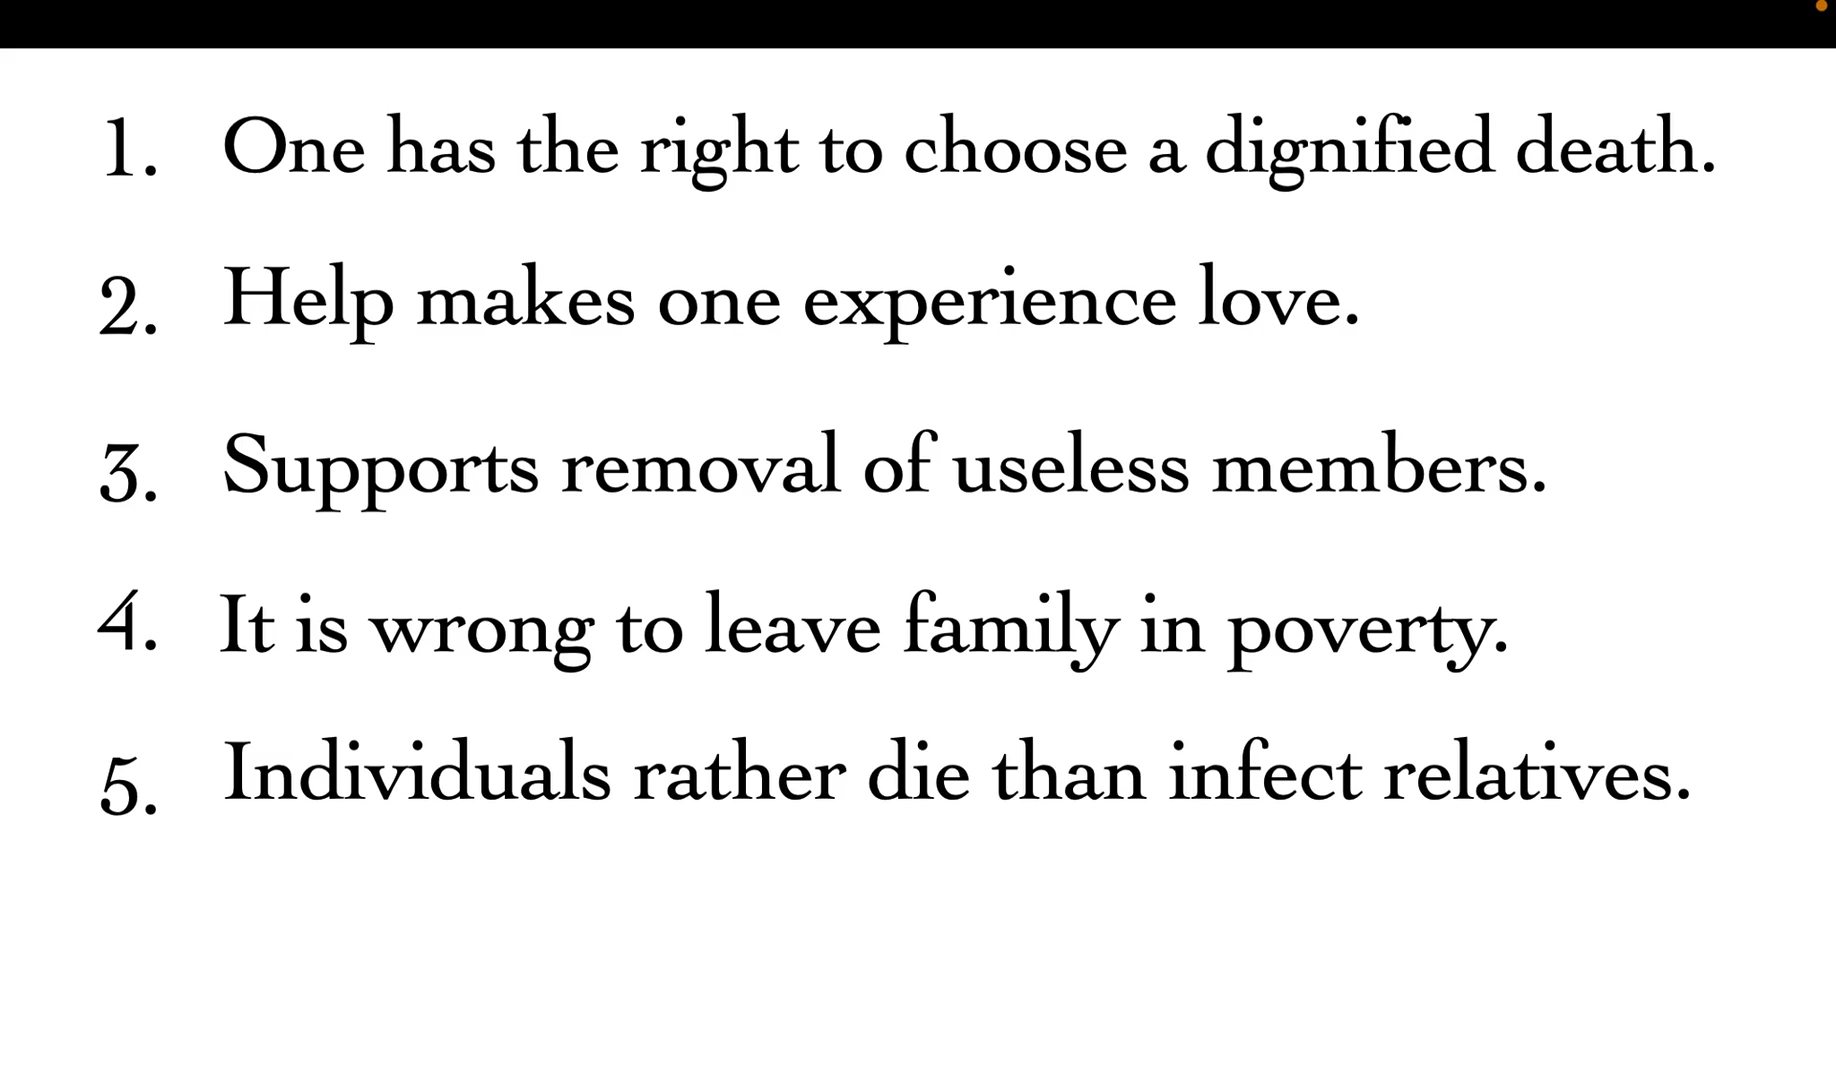 1. One has the right to choose a dignified death.
2. Help makes one experience love.
3. Supports removal of useless members.
4. It is wrong to leave family in poverty.
5. Individuals rather die than infect relatives.